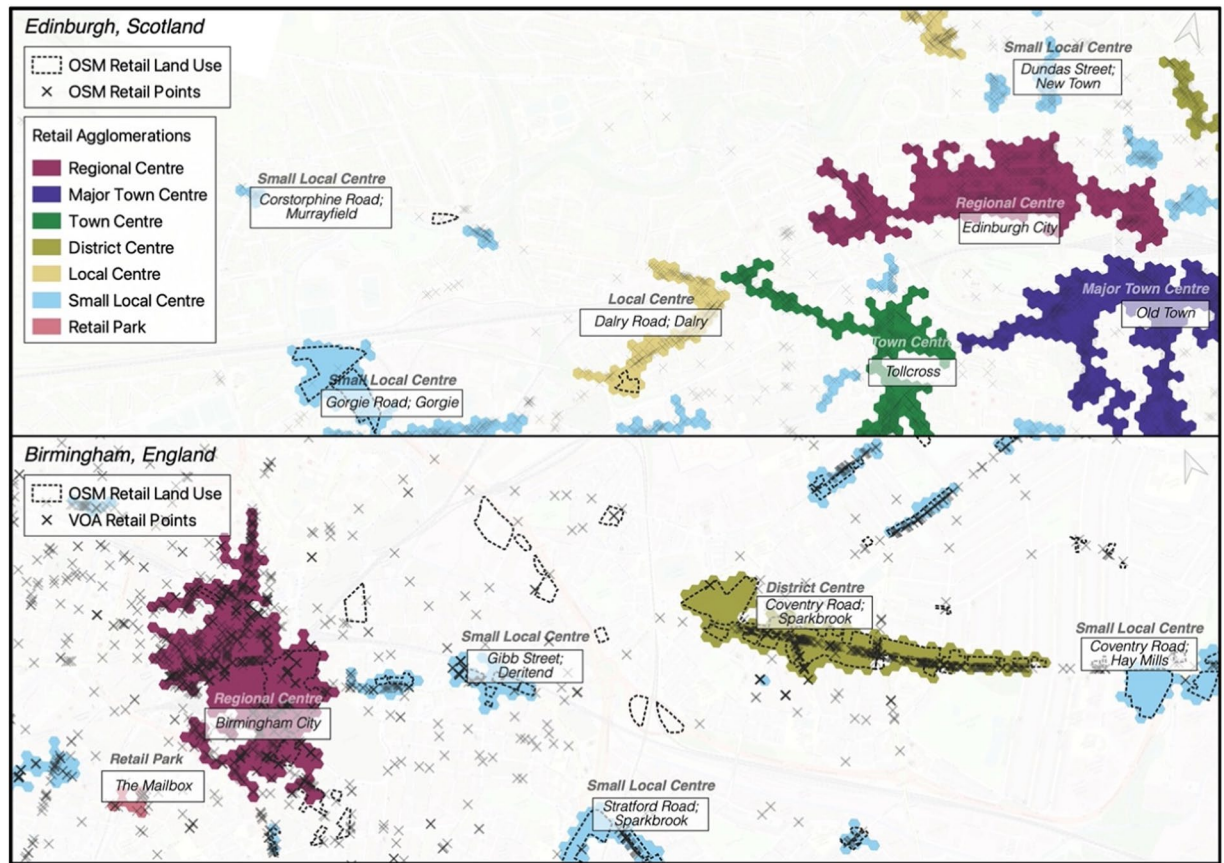 Edinburgh, Scotland
OSM Retail Land Use
OSM Retail Points
Retail Agglomerations
Regional Centre
Major Town Centre
Town Centre
District Centre
Local Centre
Small Local Centre
Retail Park
Small Local Centre
Dundas Street;
New Town
Small Local Centre
Corstorphine Road;
Murrayfield
Regional Centre
Edinburgh City
Major Town Centre
Old Town
Local Centre
Dalry Road; Dalry
Town Centre
Tollcross
Small Local Centre
Gorgie Road; Gorgie
Birmingham, England
OSM Retail Land Use
VOA Retail Points
District Centre
Coventry Road;
Sparkbrook
Small Local Centre
Coventry Road;
Hay Mills
Small Local Centre
Gibb Street;
Deritend
Regional Centre
Birmingham City
Retail Park
The Mailbox
Small Local Centre
Stratford Road;
Sparkbrook